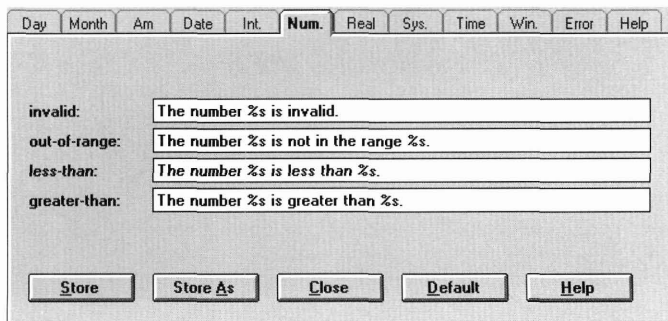 Day Month Am Date Int. Num. Real Sys. Time Win. Error Help
invalid: The number %s is invalid.
out-of-range: The number %s is not in the range %s.
less-than: The number %s is less than %s.
greater-than: The number %s is greater than %s.
Store Store As Close Default Help